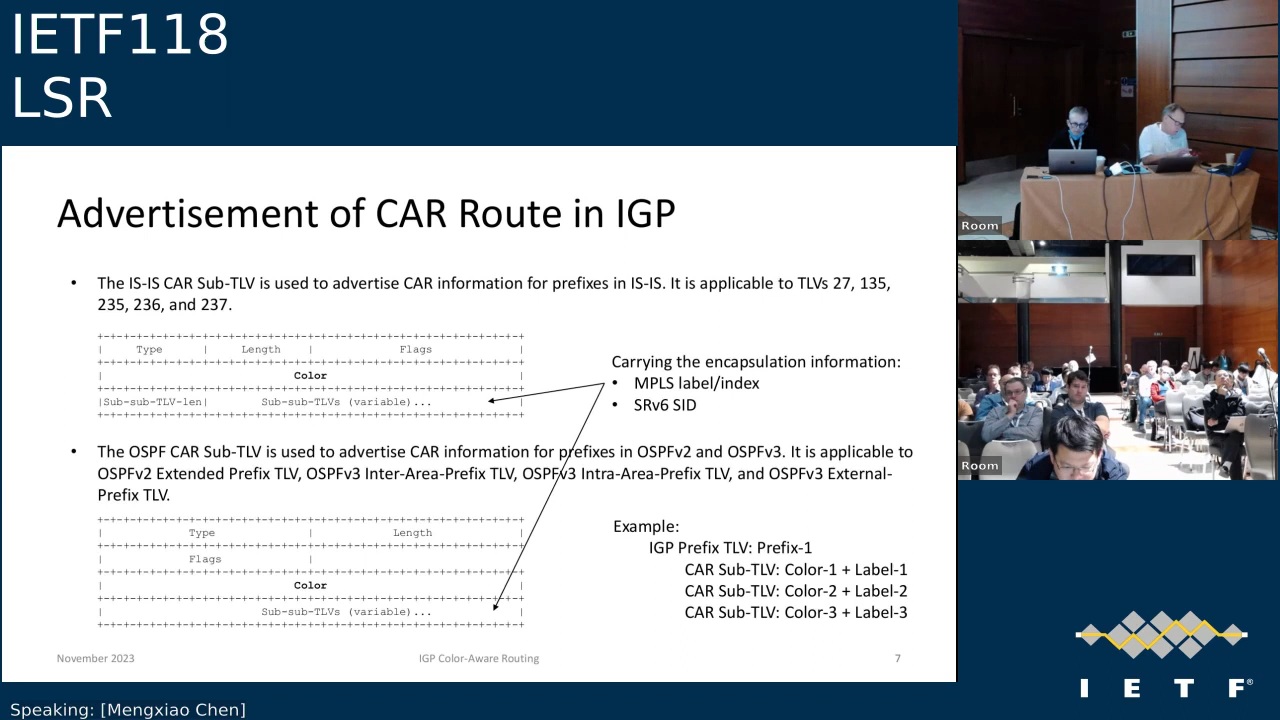 IETF118
LSR
Advertisement of CAR Route in IGP
• The IS-IS CAR Sub-TLV is used to advertise CAR information for prefixes in IS-IS. It is applicable to TLVs 27, 135,
235, 236, and 237.
+-+-+-+-+-+-+-+-+-+-+-+-+-+-+-+-+-+-+-+-+-+-+-+-+-+-+-+-+-+-+-+-+
| Type | Length | Flags |
+-+-+-+-+-+-+-+-+-+-+-+-+-+-+-+-+-+-+-+-+-+-+-+-+-+-+-+-+-+-+-+-+
| Color |
+-+-+-+-+-+-+-+-+-+-+-+-+-+-+-+-+-+-+-+-+-+-+-+-+-+-+-+-+-+-+-+-+
|Sub-sub-TLV-len| Sub-sub-TLVs (variable)... |
+-+-+-+-+-+-+-+-+-+-+-+-+-+-+-+-+-+-+-+-+-+-+-+-+-+-+-+-+-+-+-+-+
Carrying the encapsulation information:
• MPLS label/index
• SRv6 SID
• The OSPF CAR Sub-TLV is used to advertise CAR information for prefixes in OSPFv2 and OSPFv3. It is applicable to
OSPFv2 Extended Prefix TLV, OSPFv3 Inter-Area-Prefix TLV, OSPFv3 Intra-Area-Prefix TLV, and OSPFv3 External-
Prefix TLV.
+-+-+-+-+-+-+-+-+-+-+-+-+-+-+-+-+-+-+-+-+-+-+-+-+-+-+-+-+-+-+-+-+
| Type | Length |
+-+-+-+-+-+-+-+-+-+-+-+-+-+-+-+-+-+-+-+-+-+-+-+-+-+-+-+-+-+-+-+-+
| Flags |
+-+-+-+-+-+-+-+-+-+-+-+-+-+-+-+-+-+-+-+-+-+-+-+-+-+-+-+-+-+-+-+-+
| Color |
+-+-+-+-+-+-+-+-+-+-+-+-+-+-+-+-+-+-+-+-+-+-+-+-+-+-+-+-+-+-+-+-+
| Sub-sub-TLVs (variable)... |
+-+-+-+-+-+-+-+-+-+-+-+-+-+-+-+-+-+-+-+-+-+-+-+-+-+-+-+-+-+-+-+-+
Example:
IGP Prefix TLV: Prefix-1
CAR Sub-TLV: Color-1 + Label-1
CAR Sub-TLV: Color-2 + Label-2
CAR Sub-TLV: Color-3 + Label-3
November 2023
IGP Color-Aware Routing
7
Room
Room
I E T F®
Speaking: [Mengxiao Chen]